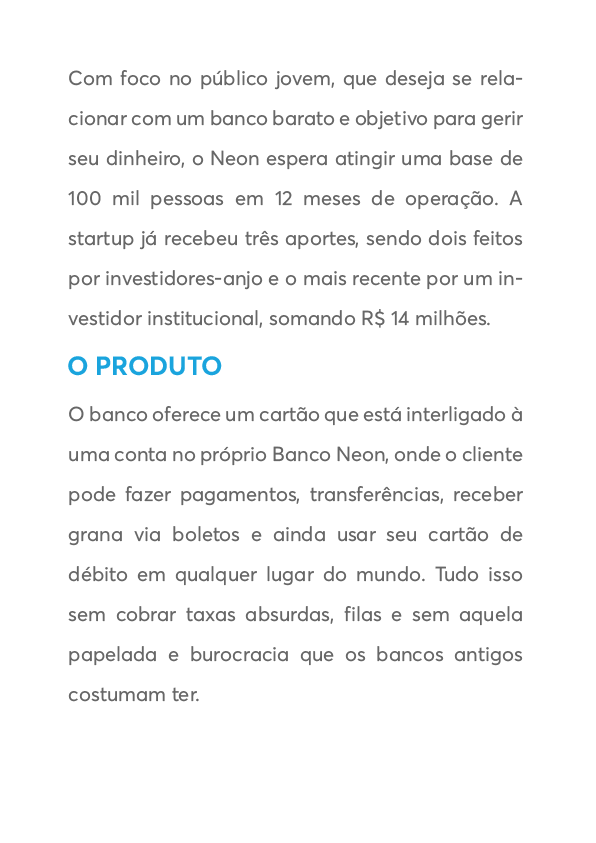 Com foco no público jovem, que deseja se rela-
cionar com um banco barato e objetivo para gerir
seu dinheiro, o Neon espera atingir uma base de
100 mil pessoas em 12 meses de operação. A
startup já recebeu três aportes, sendo dois feitos
por investidores-anjo e o mais recente por um in-
vestidor institucional, somando R$ 14 milhões.
O PRODUTO
O banco oferece um cartão que está interligado à
uma conta no próprio Banco Neon, onde o cliente
pode fazer pagamentos, transferências, receber
grana via boletos e ainda usar seu cartão de
débito em qualquer lugar do mundo. Tudo isso
sem cobrar taxas absurdas, filas e sem aquela
papelada e burocracia que os bancos antigos
costumam ter.